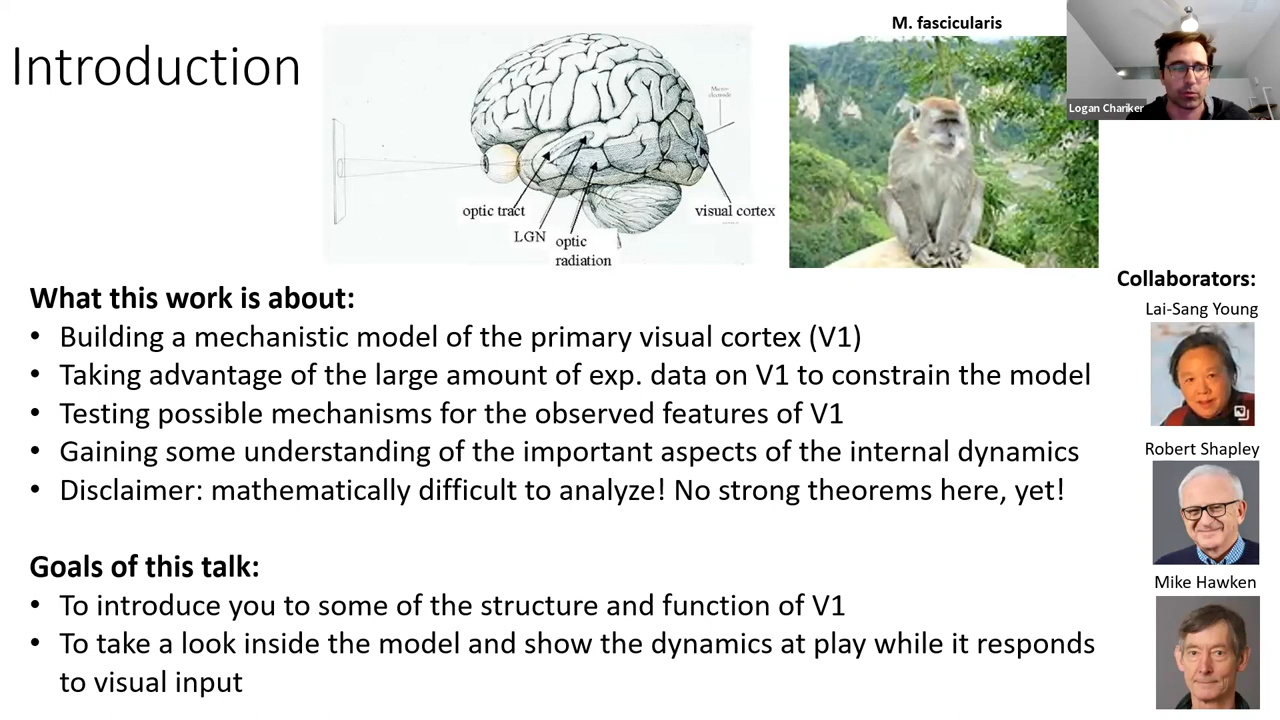 Introduction
M. fascicularis
Logan Chariker
Micro-
electrode
optic tract
LGN
optic
radiation
visual cortex
Collaborators:
Lai-Sang Young
Robert Shapley
Mike Hawken
What this work is about:
• Building a mechanistic model of the primary visual cortex (V1)
• Taking advantage of the large amount of exp. data on V1 to constrain the model
• Testing possible mechanisms for the observed features of V1
• Gaining some understanding of the important aspects of the internal dynamics
• Disclaimer: mathematically difficult to analyze! No strong theorems here, yet!
Goals of this talk:
• To introduce you to some of the structure and function of V1
• To take a look inside the model and show the dynamics at play while it responds
to visual input